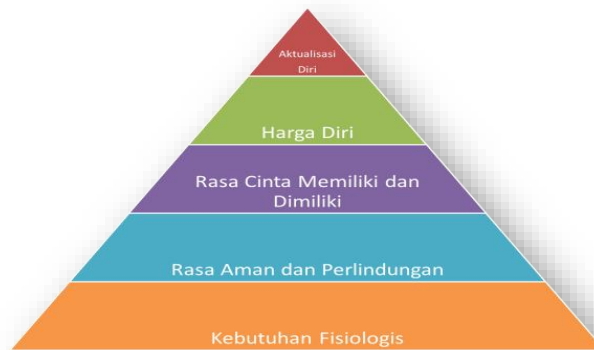 Aktualisasi
Diri
Harga Diri
Rasa Cinta Memiliki dan
Dimiliki
Rasa Aman dan Perlindungan
Kebutuhan Fisiologis